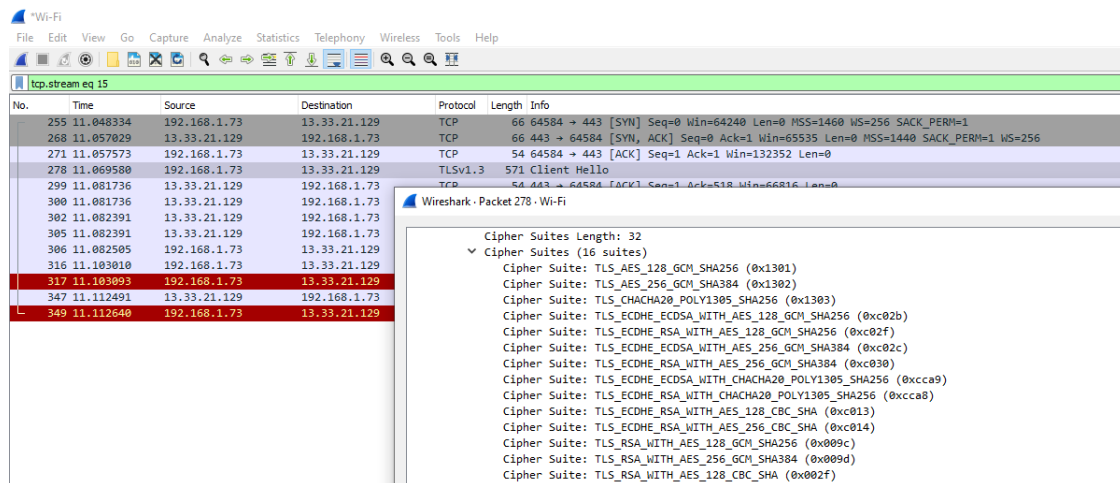 *Wi-Fi
File Edit View Go Capture Analyze Statistics Telephony Wireless Tools Help
tcp.stream eq 15
No. Time Source Destination Protocol Length Info
255 11.048334 192.168.1.73 13.33.21.129 TCP 66 64584 → 443 [SYN] Seq=0 Win=64240 Len=0 MSS=1460 WS=256 SACK_PERM=1
268 11.057029 13.33.21.129 192.168.1.73 TCP 66 443 → 64584 [SYN, ACK] Seq=0 Ack=1 Win=65535 Len=0 MSS=1440 SACK_PERM=1 WS=256
271 11.057573 192.168.1.73 13.33.21.129 TCP 54 64584 → 443 [ACK] Seq=1 Ack=1 Win=132352 Len=0
278 11.069580 192.168.1.73 13.33.21.129 TLSv1.3 571 Client Hello
299 11.081736 13.33.21.129 192.168.1.73 TCP 54 443 → 64584 [ACK] Seq=1 Ack=518 Win=66816 Len=0
300 11.081736 13.33.21.129 192.168.1.73
302 11.082391 13.33.21.129 192.168.1.73
305 11.082391 13.33.21.129 192.168.1.73
306 11.082505 192.168.1.73 13.33.21.129
316 11.103010 192.168.1.73 13.33.21.129
317 11.103093 192.168.1.73 13.33.21.129
347 11.112491 13.33.21.129 192.168.1.73
349 11.112640 192.168.1.73 13.33.21.129
Wireshark · Packet 278 · Wi-Fi
Cipher Suites Length: 32
Cipher Suites (16 suites)
Cipher Suite: TLS_AES_128_GCM_SHA256 (0x1301)
Cipher Suite: TLS_AES_256_GCM_SHA384 (0x1302)
Cipher Suite: TLS_CHACHA20_POLY1305_SHA256 (0x1303)
Cipher Suite: TLS_ECDHE_ECDSA_WITH_AES_128_GCM_SHA256 (0xc02b)
Cipher Suite: TLS_ECDHE_RSA_WITH_AES_128_GCM_SHA256 (0xc02f)
Cipher Suite: TLS_ECDHE_ECDSA_WITH_AES_256_GCM_SHA384 (0xc02c)
Cipher Suite: TLS_ECDHE_RSA_WITH_AES_256_GCM_SHA384 (0xc030)
Cipher Suite: TLS_ECDHE_ECDSA_WITH_CHACHA20_POLY1305_SHA256 (0xcca9)
Cipher Suite: TLS_ECDHE_RSA_WITH_CHACHA20_POLY1305_SHA256 (0xcca8)
Cipher Suite: TLS_ECDHE_RSA_WITH_AES_128_CBC_SHA (0xc013)
Cipher Suite: TLS_ECDHE_RSA_WITH_AES_256_CBC_SHA (0xc014)
Cipher Suite: TLS_RSA_WITH_AES_128_GCM_SHA256 (0x009c)
Cipher Suite: TLS_RSA_WITH_AES_256_GCM_SHA384 (0x009d)
Cipher Suite: TLS_RSA_WITH_AES_128_CBC_SHA (0x002f)